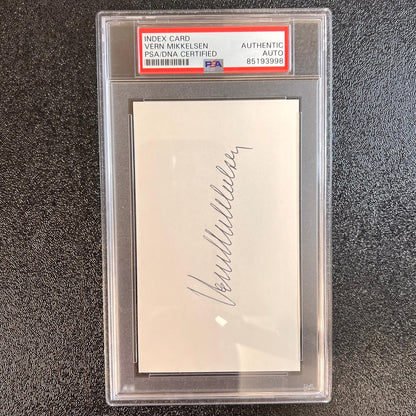 INDEX CARD
VERN MIKKELSEN
PSA/DNA CERTIFIED
AUTHENTIC
AUTO
85193998
PSA
Vern Mikkelsen